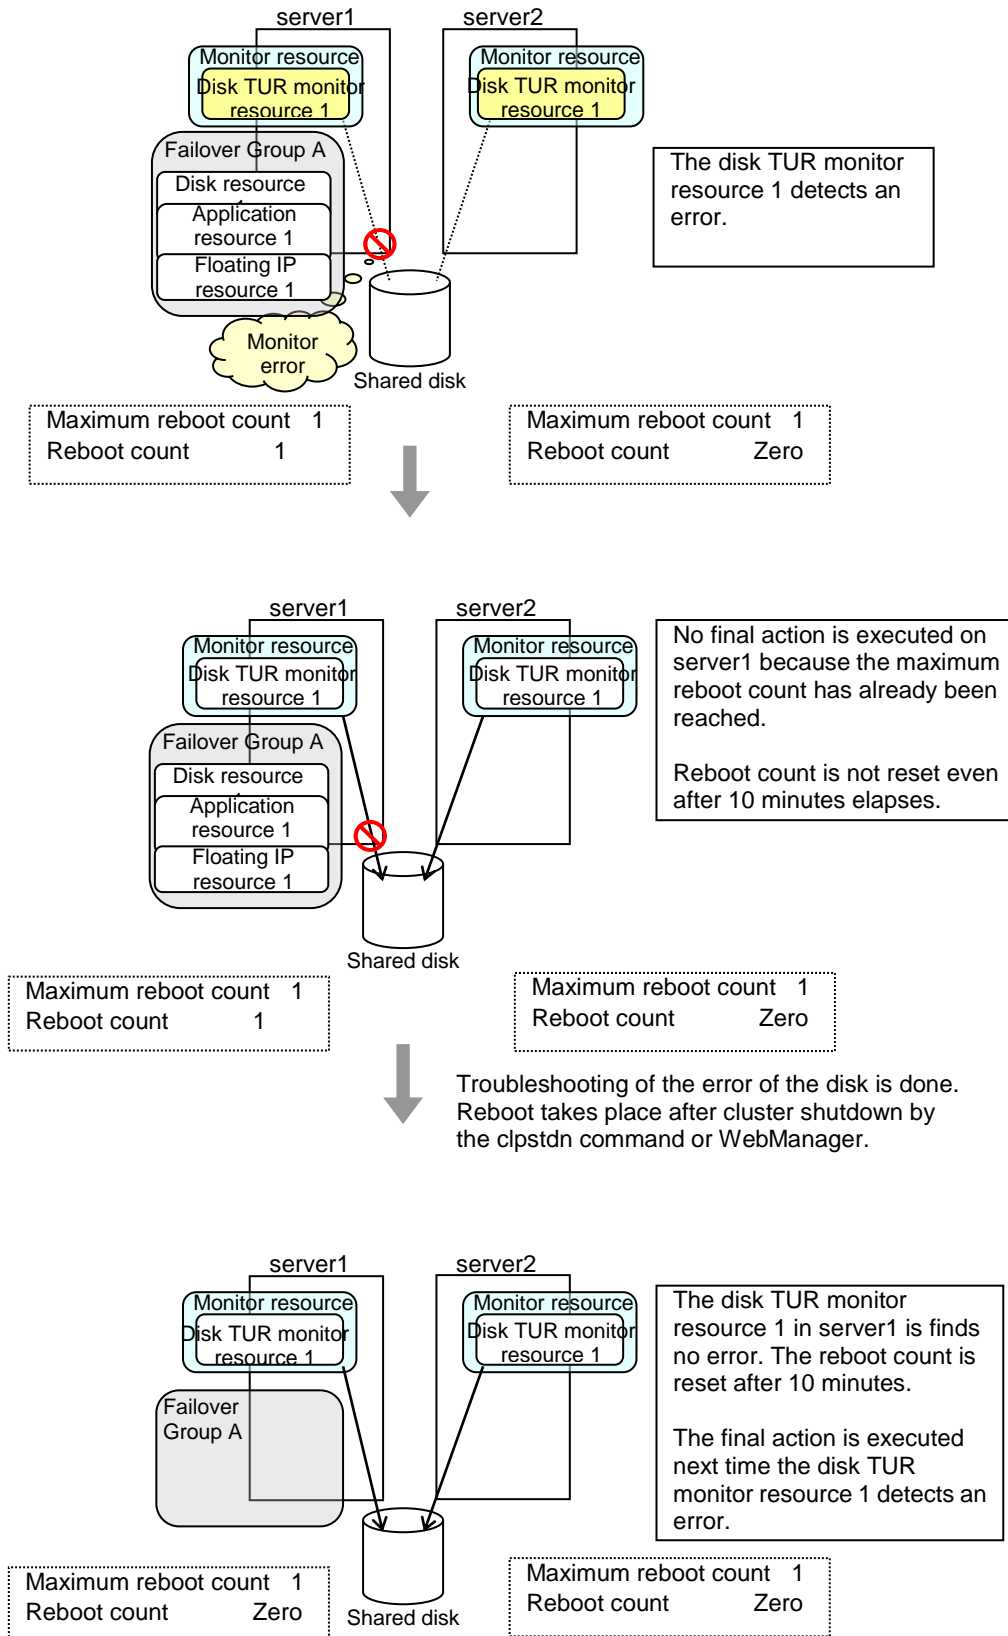 server1
server2
Monitor resource
Disk TUR monitor
resource 1
Monitor resource
Disk TUR monitor
resource 1
Failover Group A
Disk resource
Application
resource 1
Floating IP
resource 1
Monitor
error
Shared disk
The disk TUR monitor
resource 1 detects an
error.
Maximum reboot count 1
Reboot count 1
Maximum reboot count 1
Reboot count Zero
server1
server2
Monitor resource
Disk TUR monitor
resource 1
Monitor resource
Disk TUR monitor
resource 1
Failover Group A
Disk resource
Application
resource 1
Floating IP
resource 1
Shared disk
No final action is executed on
server1 because the maximum
reboot count has already been
reached.
Reboot count is not reset even
after 10 minutes elapses.
Maximum reboot count 1
Reboot count 1
Maximum reboot count 1
Reboot count Zero
Troubleshooting of the error of the disk is done.
Reboot takes place after cluster shutdown by
the clpstdn command or WebManager.
server1
server2
Monitor resource
Disk TUR monitor
resource 1
Monitor resource
Disk TUR monitor
resource 1
Failover
Group A
Shared disk
The disk TUR monitor
resource 1 in server1 is finds
no error. The reboot count is
reset after 10 minutes.
The final action is executed
next time the disk TUR
monitor resource 1 detects an
error.
Maximum reboot count 1
Reboot count Zero
Maximum reboot count 1
Reboot count Zero